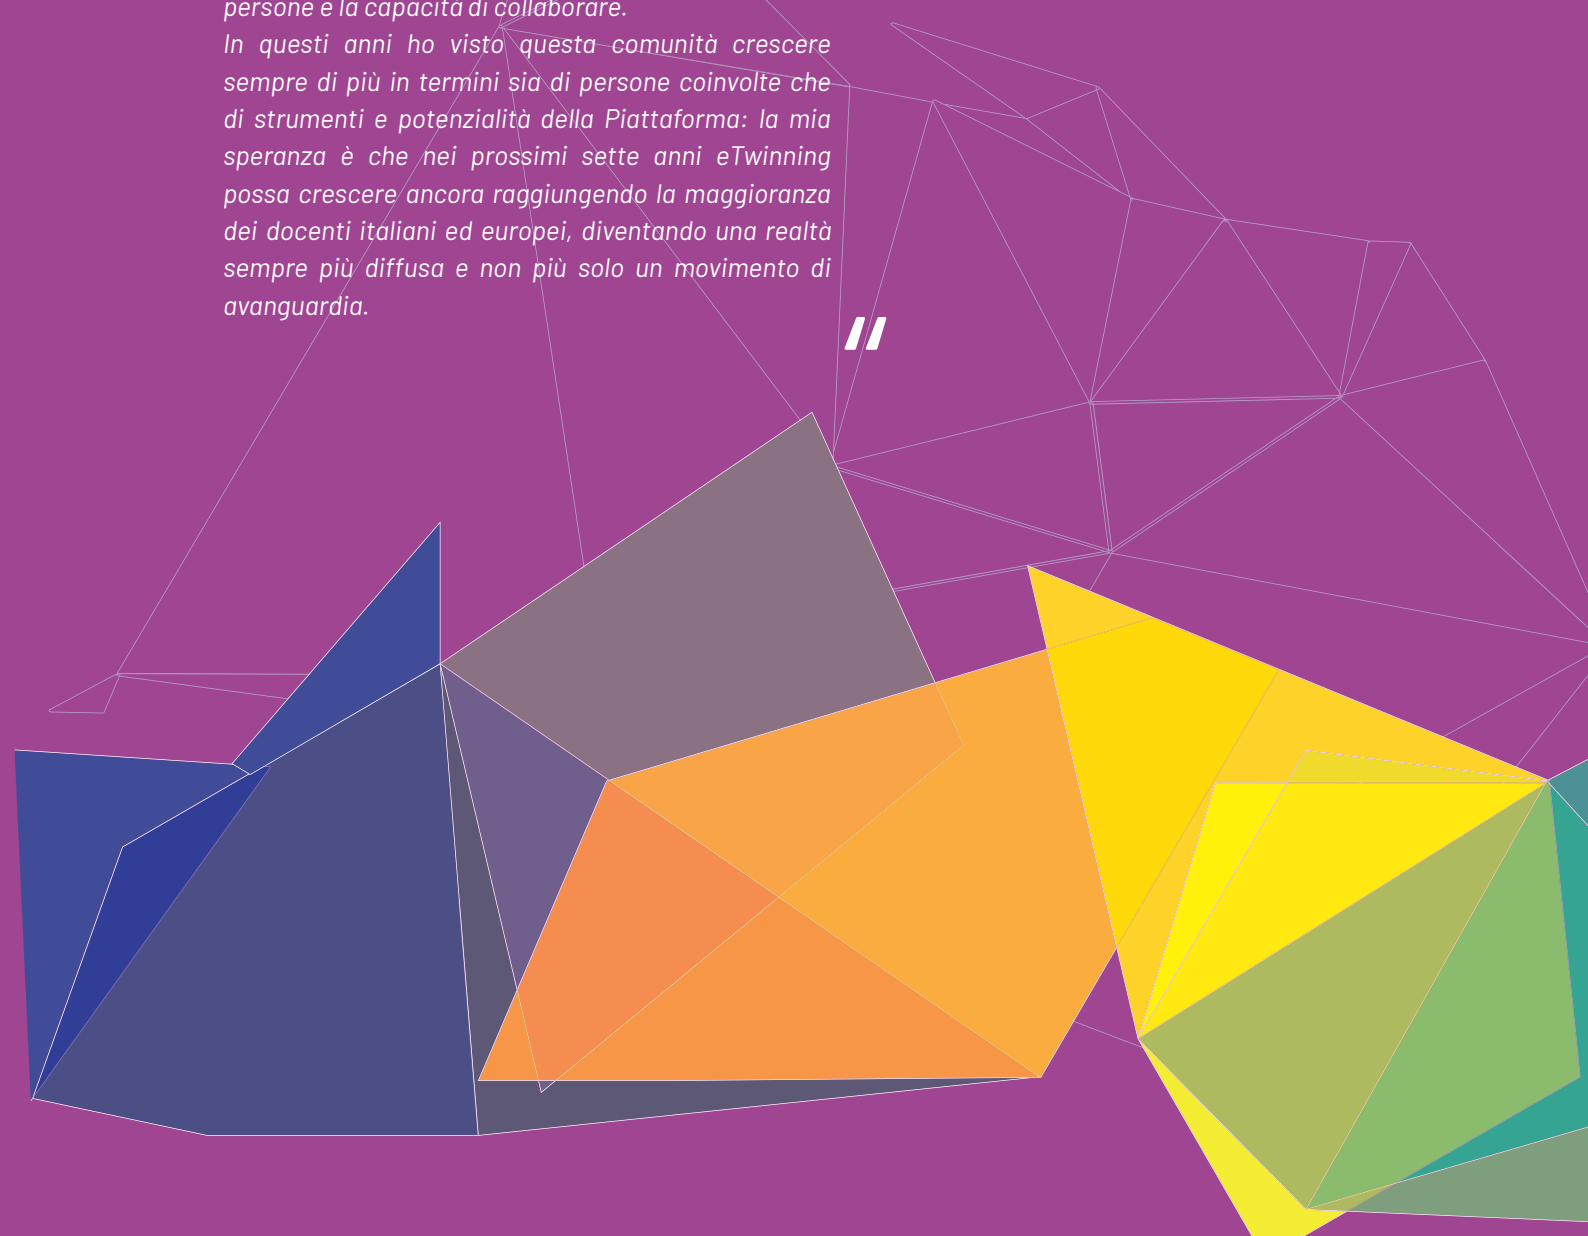 persone e la capacità di collaborare.
In questi anni ho visto questa comunità crescere
sempre di più in termini sia di persone coinvolte che
di strumenti e potenzialità della Piattaforma: la mia
speranza è che nei prossimi sette anni eTwinning
possa crescere ancora raggiungendo la maggioranza
dei docenti italiani ed europei, diventando una realtà
sempre più diffusa e non più solo un movimento di
avanguardia.
"